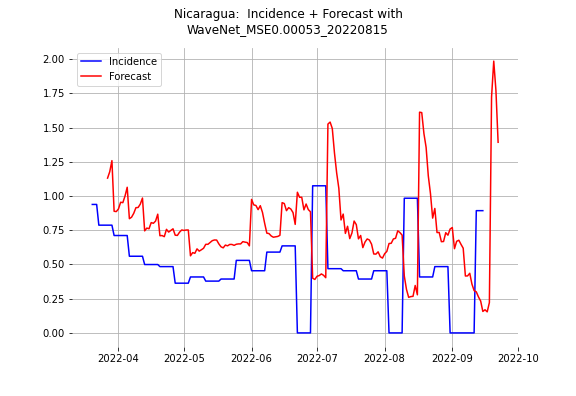 Nicaragua:  Incidence + Forecast with
WaveNet_MSE0.00053_20220815
Incidence
Forecast
2.00
1.75
1.50
1.25
1.00
0.75
0.50
0.25
0.00
2022-04 2022-05 2022-06 2022-07 2022-08 2022-09 2022-10